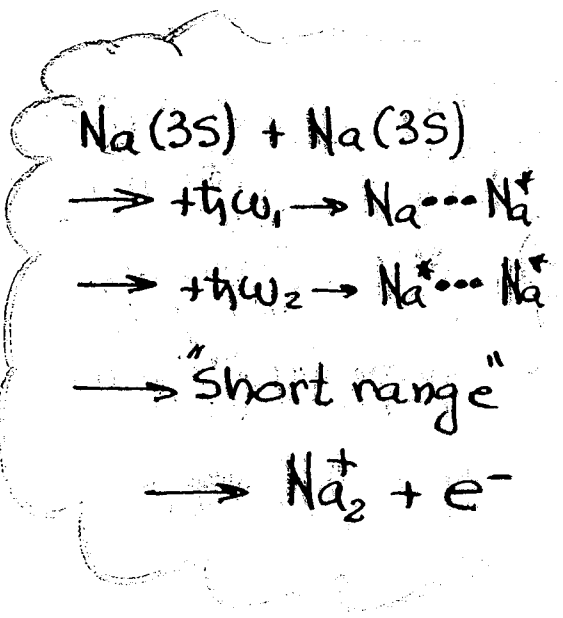 Na(3S) + Na(3S)
→ +ℏω₁ → Na•••Na*
→ +ℏω₂ → Na*•••Na*
→ "Short range"
→ Na₂⁺ + e⁻